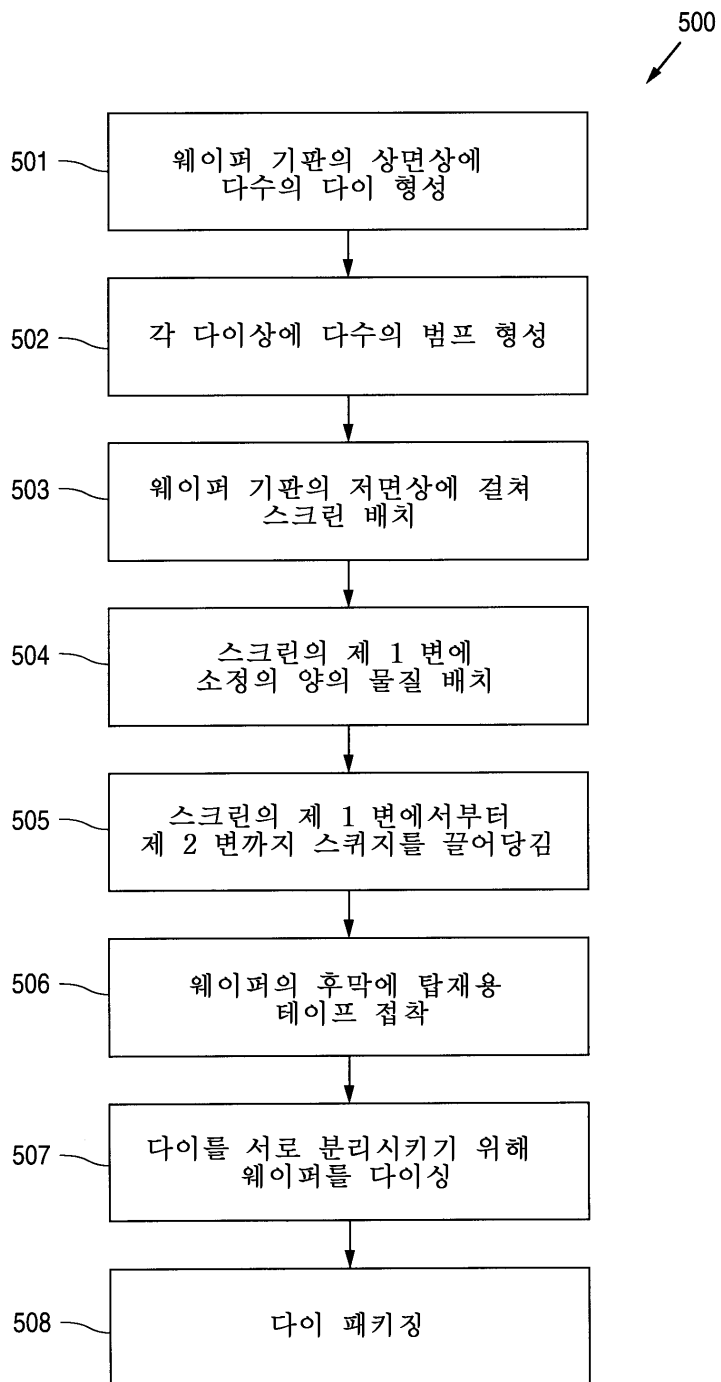 500
501
웨이퍼 기판의 상면상에
다수의 다이 형성
502
각 다이상에 다수의 범프 형성
503
웨이퍼 기판의 저면상에 걸쳐
스크린 배치
504
스크린의 제 1 변에
소정의 양의 물질 배치
505
스크린의 제 1 변에서부터
제 2 변까지 스퀴지를 끌어당김
506
웨이퍼의 후막에 탑재용
테이프 접착
507
다이를 서로 분리시키기 위해
웨이퍼를 다이싱
508
다이 패키징